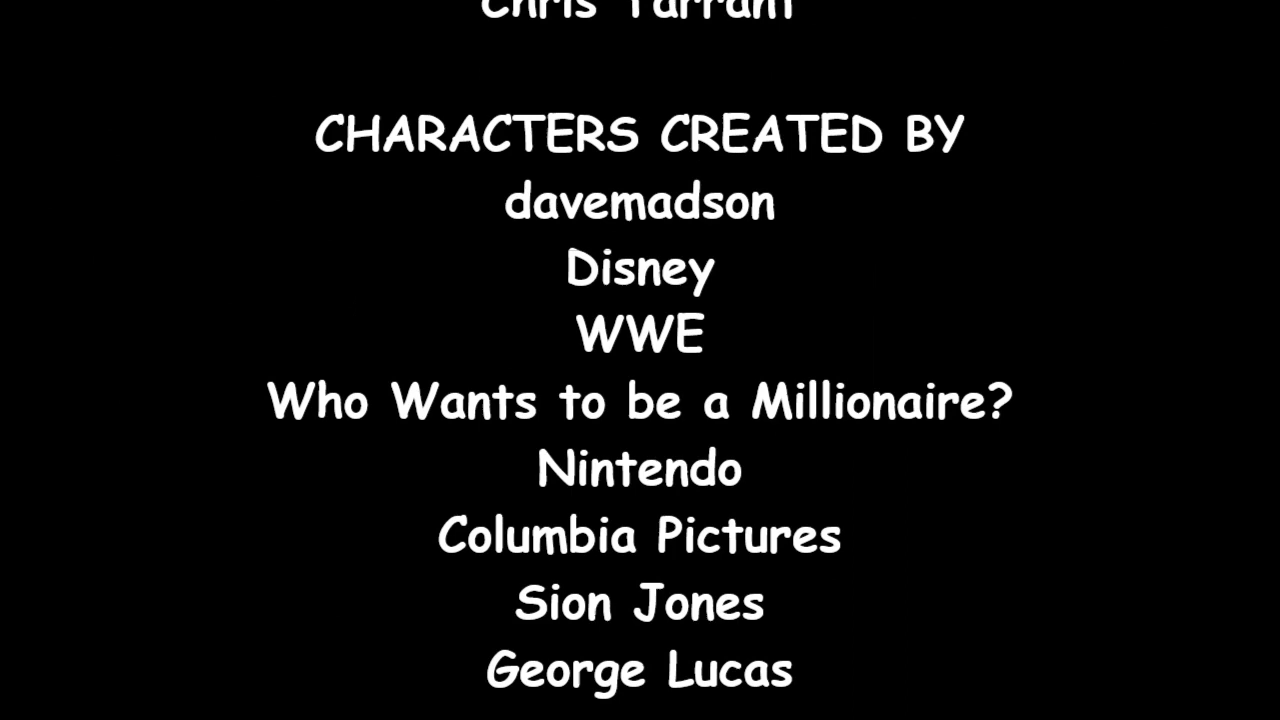 Chris Tarrant
CHARACTERS CREATED BY
davemadson
Disney
WWE
Who Wants to be a Millionaire?
Nintendo
Columbia Pictures
Sion Jones
George Lucas